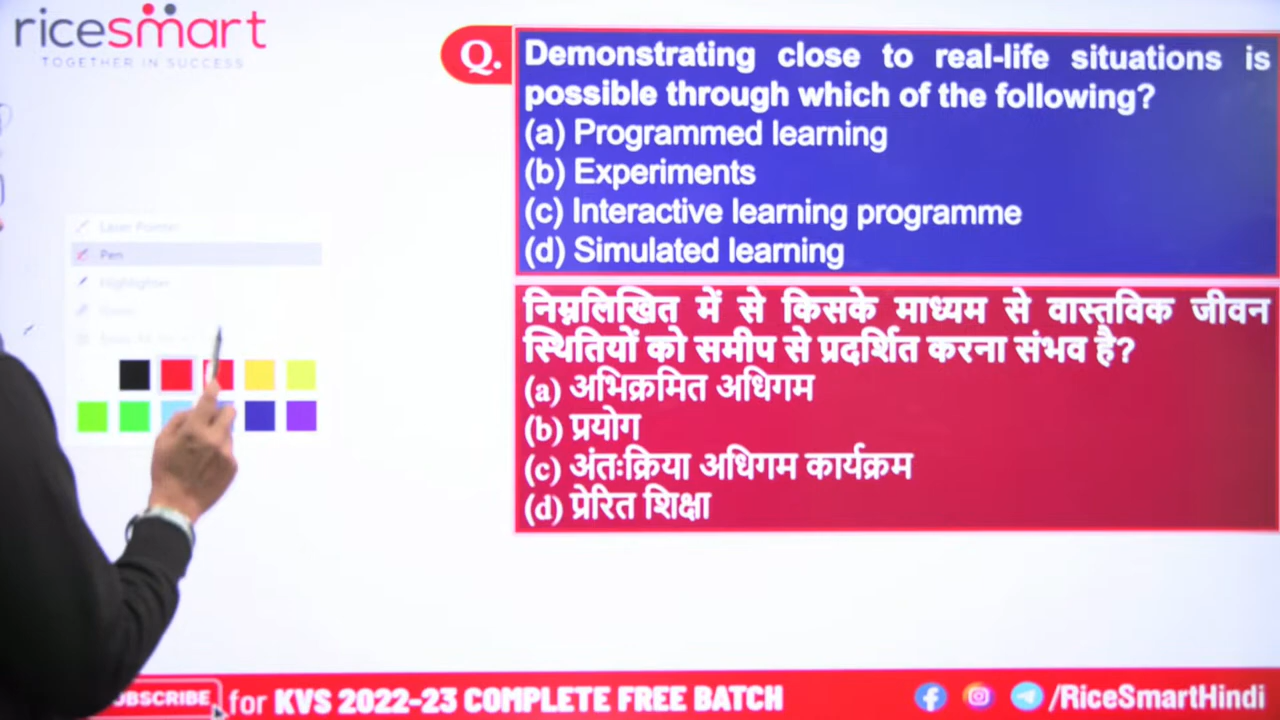 ricesmart
TOGETHER IN SUCCESS
Q.
Demonstrating close to real-life situations is
possible through which of the following?
(a) Programmed learning
(b) Experiments
(c) Interactive learning programme
(d) Simulated learning
Laser Pointer
Pen
Highlighter
निम्नलिखित में से किसके माध्यम से वास्तविक जीवन
स्थितियों को समीप से प्रदर्शित करना संभव है?
(a) अभिक्रमित अधिगम
(b) प्रयोग
(c) अंतःक्रिया अधिगम कार्यक्रम
(d) प्रेरित शिक्षा
UBSCRIBE for KVS 2022-23 COMPLETE FREE BATCH
/RiceSmartHindi